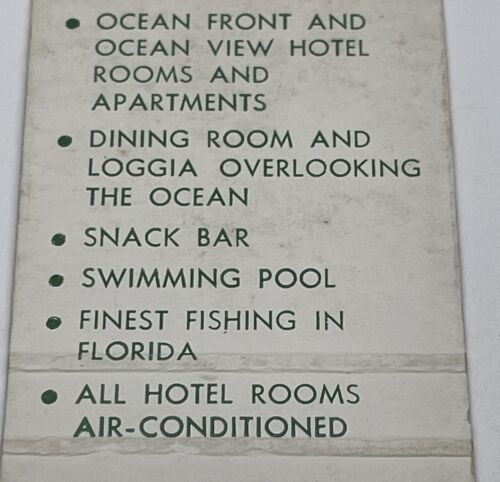 • OCEAN FRONT AND
OCEAN VIEW HOTEL
ROOMS AND
APARTMENTS
• DINING ROOM AND
LOGGIA OVERLOOKING
THE OCEAN
• SNACK BAR
• SWIMMING POOL
• FINEST FISHING IN
FLORIDA
• ALL HOTEL ROOMS
AIR-CONDITIONED